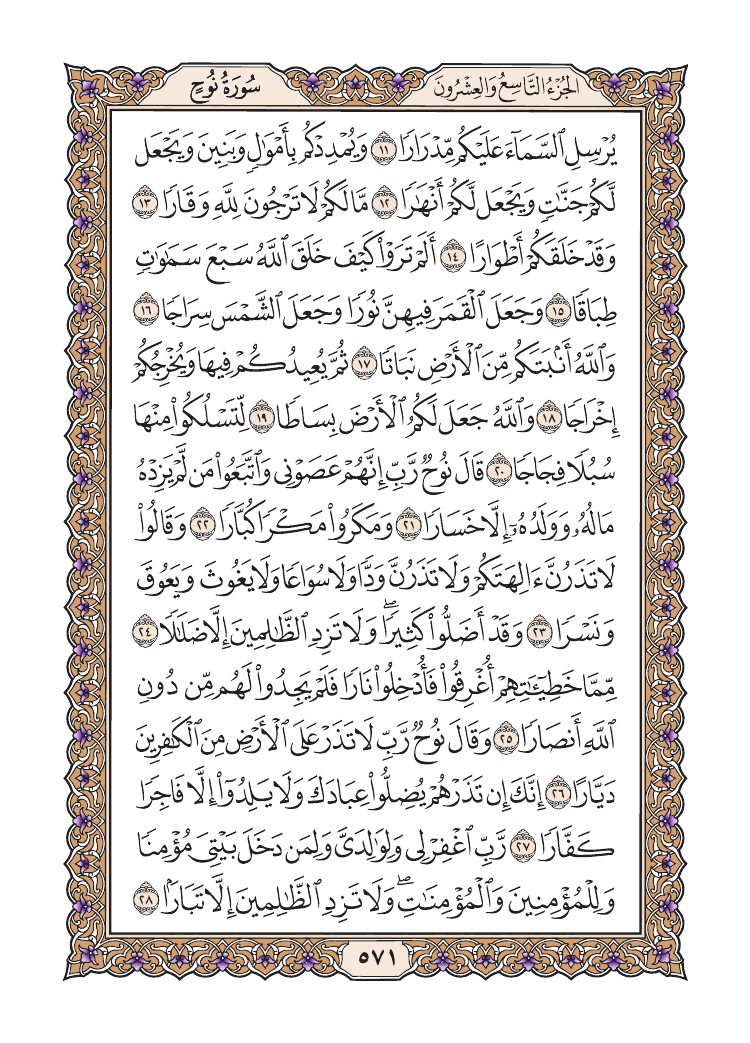 الجُزْءُ التَّاسِعُ وَالعِشْرُونَ
سُورَةُ نُوحٍ
يُرْسِلِ ٱلسَّمَآءَ عَلَيْكُم مِّدْرَارًا ١١ وَيُمْدِدْكُم بِأَمْوَٰلٍ وَبَنِينَ وَيَجْعَل
لَّكُمْ جَنَّٰتٍ وَيَجْعَل لَّكُمْ أَنْهَٰرًا ١٢ مَّا لَكُمْ لَا تَرْجُونَ لِلَّهِ وَقَارًا ١٣
وَقَدْ خَلَقَكُمْ أَطْوَارًا ١٤ أَلَمْ تَرَوْا۟ كَيْفَ خَلَقَ ٱللَّهُ سَبْعَ سَمَٰوَٰتٍ
طِبَاقًا ١٥ وَجَعَلَ ٱلْقَمَرَ فِيهِنَّ نُورًا وَجَعَلَ ٱلشَّمْسَ سِرَاجًا ١٦
وَٱللَّهُ أَنۢبَتَكُم مِّنَ ٱلْأَرْضِ نَبَاتًا ١٧ ثُمَّ يُعِيدُكُمْ فِيهَا وَيُخْرِجُكُمْ
إِخْرَاجًا ١٨ وَٱللَّهُ جَعَلَ لَكُمُ ٱلْأَرْضَ بِسَاطًا ١٩ لِّتَسْلُكُوا۟ مِنْهَا
سُبُلًا فِجَاجًا ٢٠ قَالَ نُوحٌ رَّبِّ إِنَّهُمْ عَصَوْنِى وَٱتَّبَعُوا۟ مَن لَّمْ يَزِدْهُ
مَالُهُۥ وَوَلَدُهُۥٓ إِلَّا خَسَارًا ٢١ وَمَكَرُوا۟ مَكْرًا كُبَّارًا ٢٢ وَقَالُوا۟
لَا تَذَرُنَّ ءَالِهَتَكُمْ وَلَا تَذَرُنَّ وَدًّا وَلَا سُوَاعًا وَلَا يَغُوثَ وَيَعُوقَ
وَنَسْرًا ٢٣ وَقَدْ أَضَلُّوا۟ كَثِيرًا ۖ وَلَا تَزِدِ ٱلظَّٰلِمِينَ إِلَّا ضَلَٰلًا ٢٤
مِّمَّا خَطِيٓـَٰٔتِهِمْ أُغْرِقُوا۟ فَأُدْخِلُوا۟ نَارًا فَلَمْ يَجِدُوا۟ لَهُم مِّن دُونِ
ٱللَّهِ أَنصَارًا ٢٥ وَقَالَ نُوحٌ رَّبِّ لَا تَذَرْ عَلَى ٱلْأَرْضِ مِنَ ٱلْكَٰفِرِينَ
دَيَّارًا ٢٦ إِنَّكَ إِن تَذَرْهُمْ يُضِلُّوا۟ عِبَادَكَ وَلَا يَلِدُوٓا۟ إِلَّا فَاجِرًا
كَفَّارًا ٢٧ رَّبِّ ٱغْفِرْ لِى وَلِوَٰلِدَىَّ وَلِمَن دَخَلَ بَيْتِىَ مُؤْمِنًا
وَلِلْمُؤْمِنِينَ وَٱلْمُؤْمِنَٰتِ ۖ وَلَا تَزِدِ ٱلظَّٰلِمِينَ إِلَّا تَبَارًۢا ٢٨
٥٧١